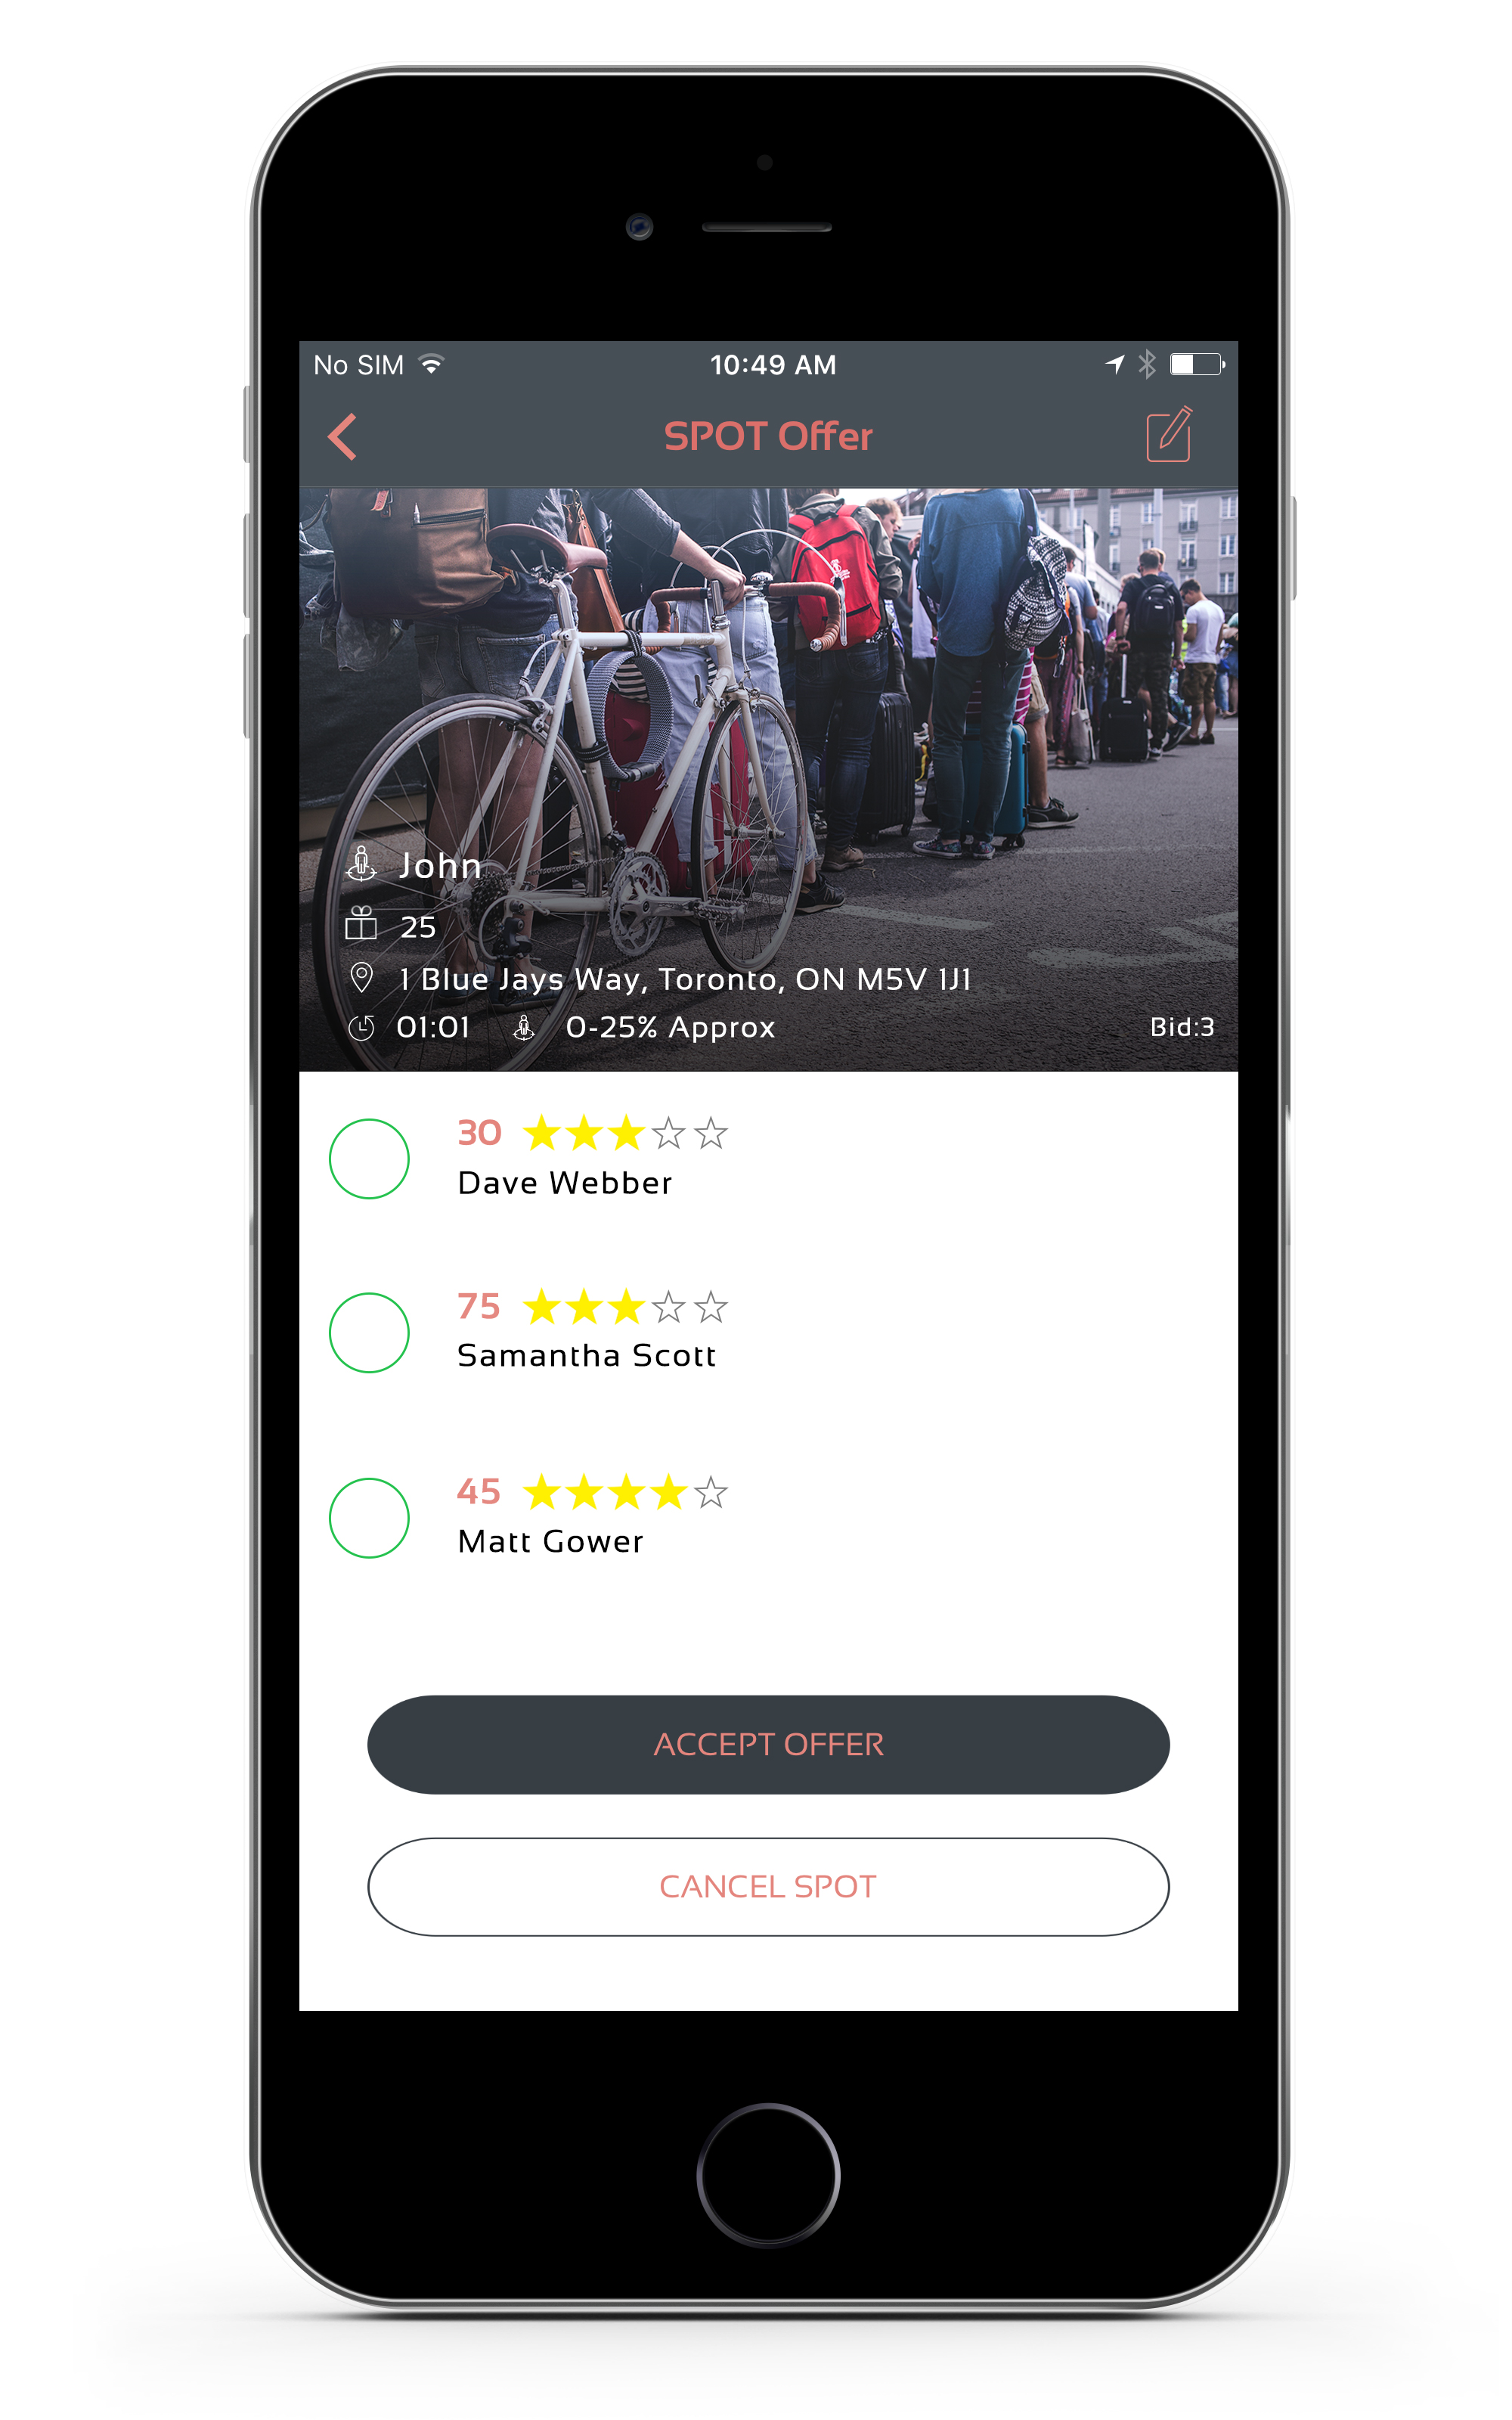 No SIM 10:49 AM
SPOT Offer
John
25
1 Blue Jays Way, Toronto, ON M5V 1J1
01:01 0-25% Approx Bid:3
30
Dave Webber
75
Samantha Scott
45
Matt Gower
ACCEPT OFFER
CANCEL SPOT